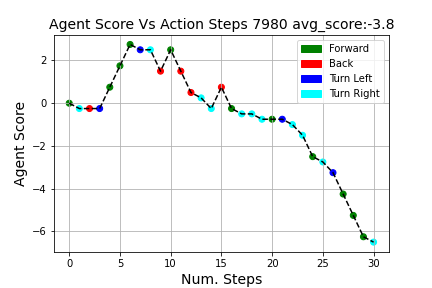 Agent Score Vs Action Steps 7980 avg_score:-3.8
Agent Score
2
0
−2
−4
−6
Forward
Back
Turn Left
Turn Right
0 5 10 15 20 25 30
Num. Steps